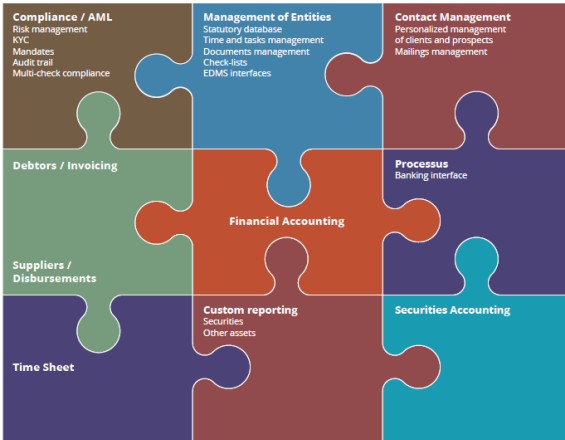 Compliance / AML
Risk management
KYC
Mandates
Audit trail
Multi-check compliance
Management of Entities
Statutory database
Time and tasks management
Documents management
Check-lists
EDMS interfaces
Contact Management
Personalized management
of clients and prospects
Mailings management
Debtors / Invoicing
Suppliers /
Disbursements
Financial Accounting
Processus
Banking interface
Time Sheet
Custom reporting
Securities
Other assets
Securities Accounting